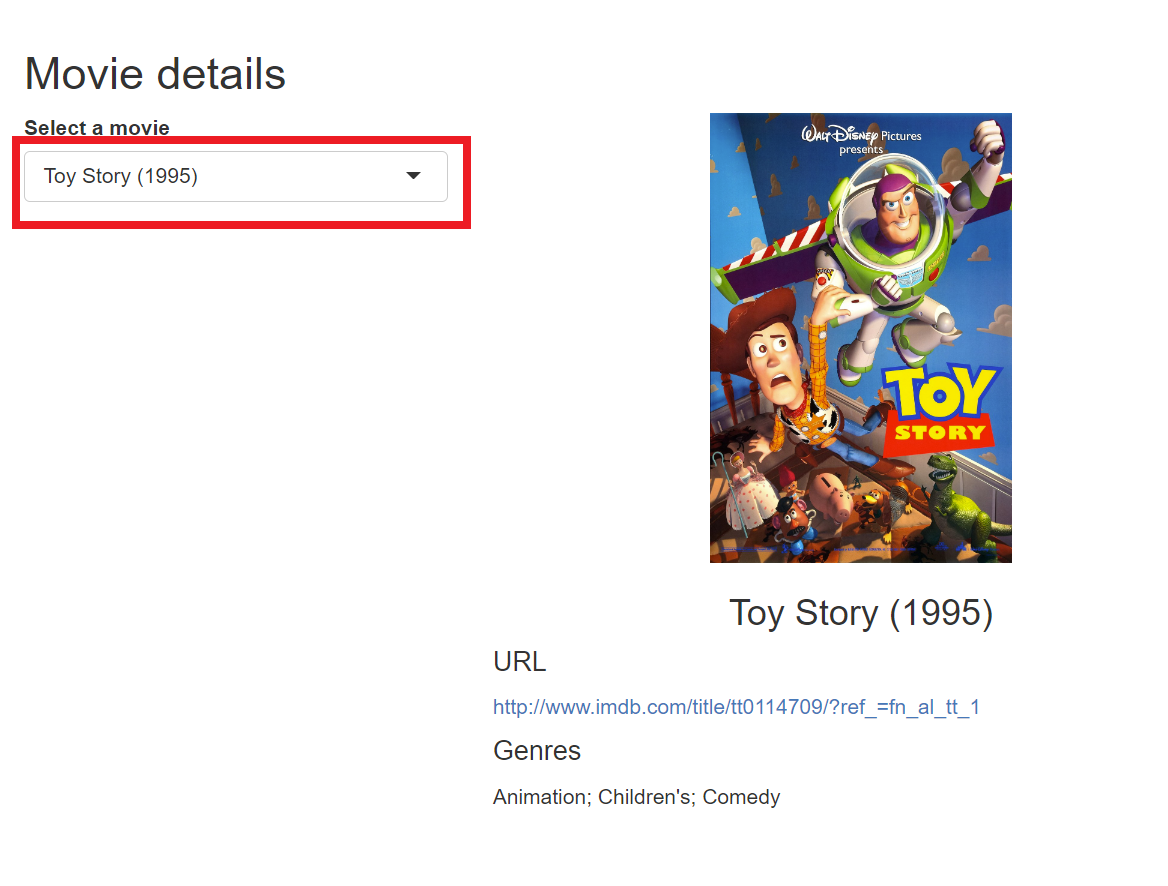 Movie details
Select a movie
Toy Story (1995)
WALT DISNEY Pictures
presents
TOY
STORY
Toy Story (1995)
URL
http://www.imdb.com/title/tt0114709/?ref_=fn_al_tt_1
Genres
Animation; Children's; Comedy